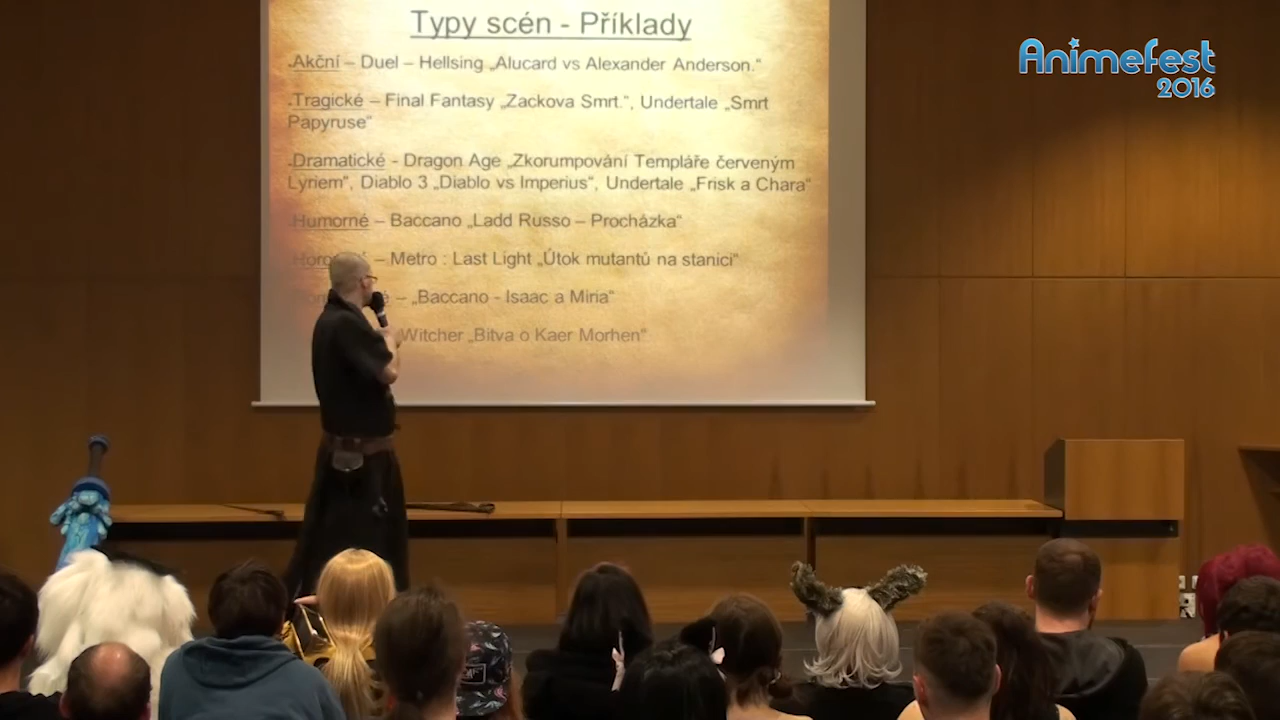 Typy scén - Příklady
Animefest
2016
Akční – Duel – Hellsing „Alucard vs Alexander Anderson.“
Tragické – Final Fantasy „Zackova Smrt.“, Undertale „Smrt
Papyruse“
Dramatické - Dragon Age „Zkorumpování Templáře červeným
Lyriem“, Diablo 3 „Diablo vs Imperius“, Undertale „Frisk a Chara“
Humorné – Baccano „Ladd Russo – Procházka“
– Metro : Last Light „Útok mutantů na stanici“
– „Baccano - Isaac a Miria“
Witcher „Bitva o Kaer Morhen“